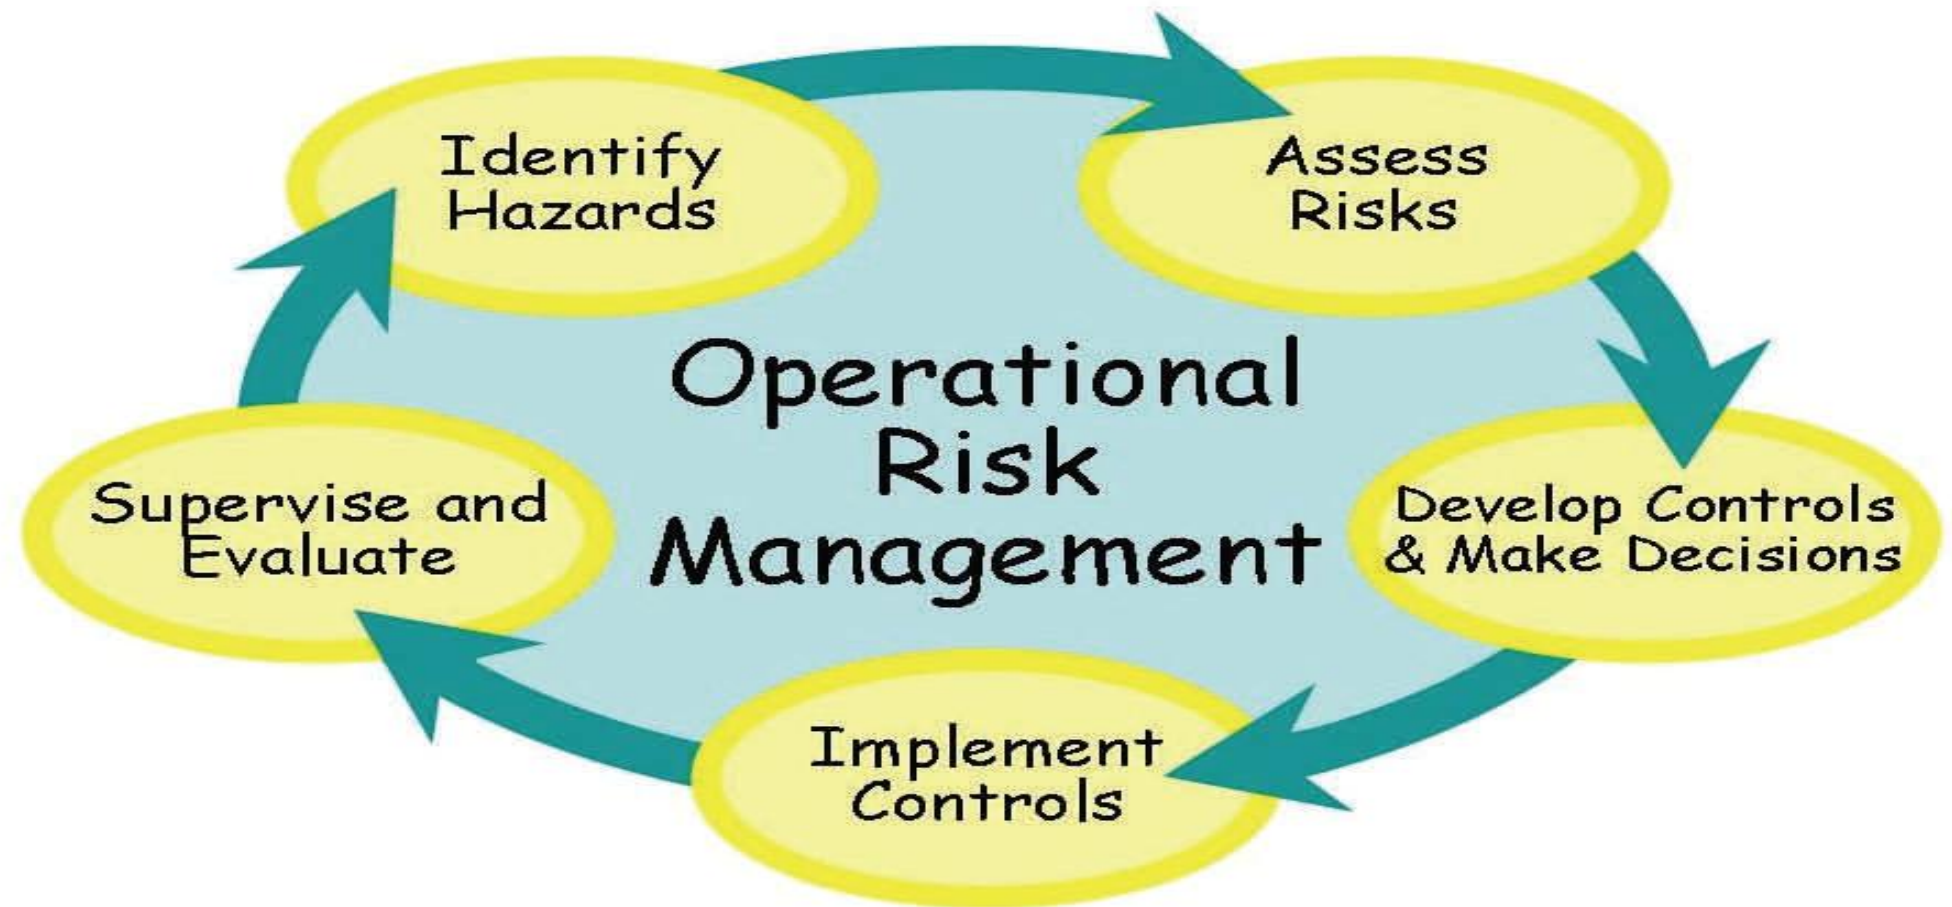 Identify
Hazards
Assess
Risks
Operational
Risk
Management
Supervise and
Evaluate
Develop Controls
& Make Decisions
Implement
Controls